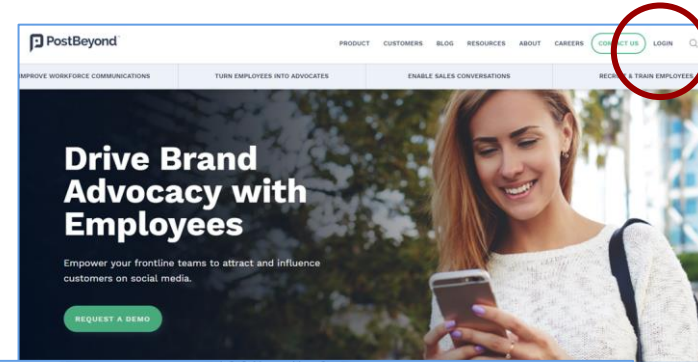 PostBeyond
PRODUCT CUSTOMERS BLOG RESOURCES ABOUT CAREERS CONTACT US LOGIN
IMPROVE WORKFORCE COMMUNICATIONS TURN EMPLOYEES INTO ADVOCATES ENABLE SALES CONVERSATIONS RECRUIT & TRAIN EMPLOYEES
Drive Brand
Advocacy with
Employees
Empower your frontline teams to attract and influence
customers on social media.
REQUEST A DEMO